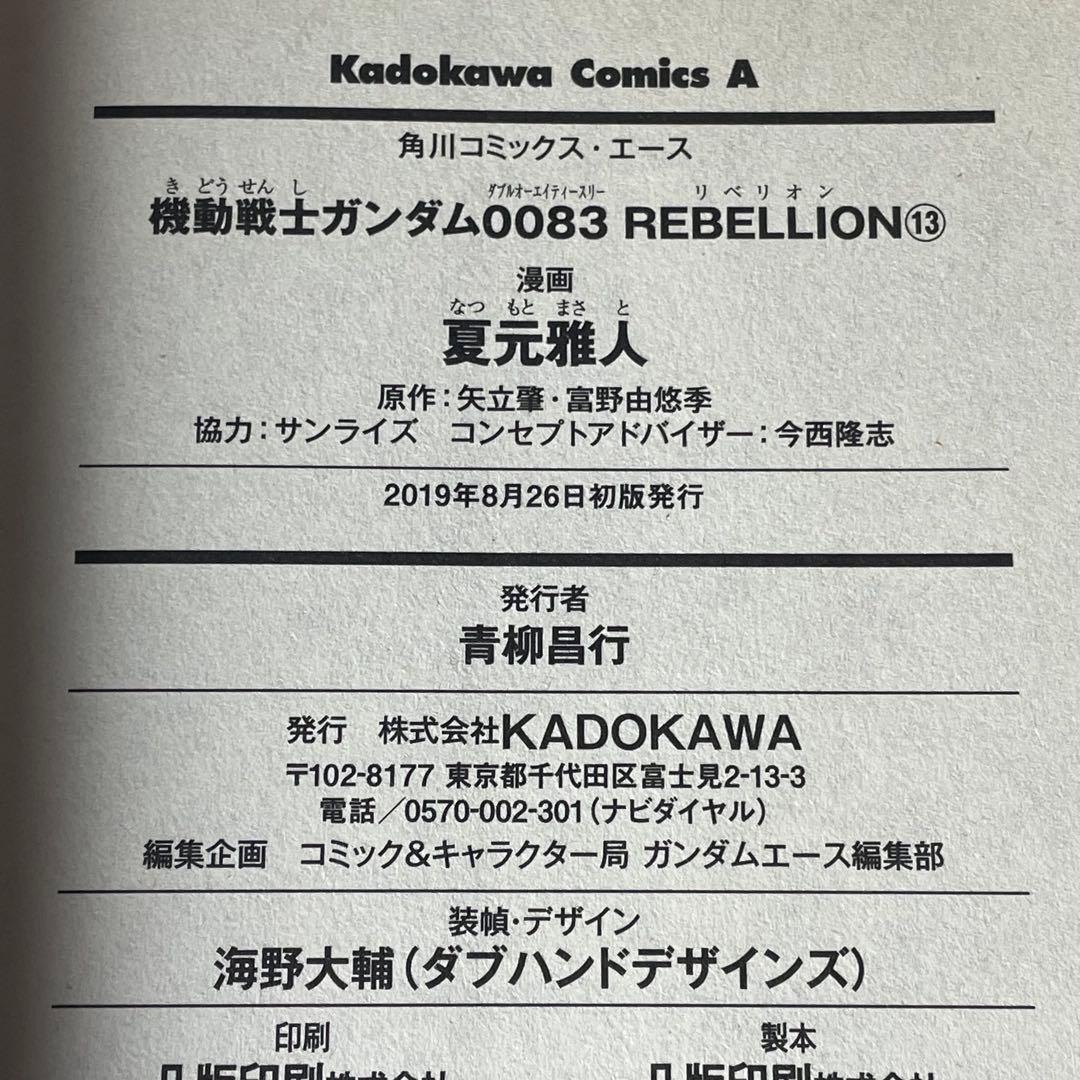 Kadokawa Comics A
角川コミックス・エース
き どう せん し ダブルオーエイティースリー リベリオン
機動戦士ガンダム0083 REBELLION⑬
漫画
なつ もと まさ と
夏元雅人
原作：矢立肇・富野由悠季
協力：サンライズ　コンセプトアドバイザー：今西隆志
2019年8月26日初版発行
発行者
青柳昌行
発行　株式会社KADOKAWA
〒102-8177 東京都千代田区富士見2-13-3
電話／0570-002-301（ナビダイヤル）
編集企画　コミック&キャラクター局 ガンダムエース編集部
装幀・デザイン
海野大輔（ダブハンドデザインズ）
印刷　製本